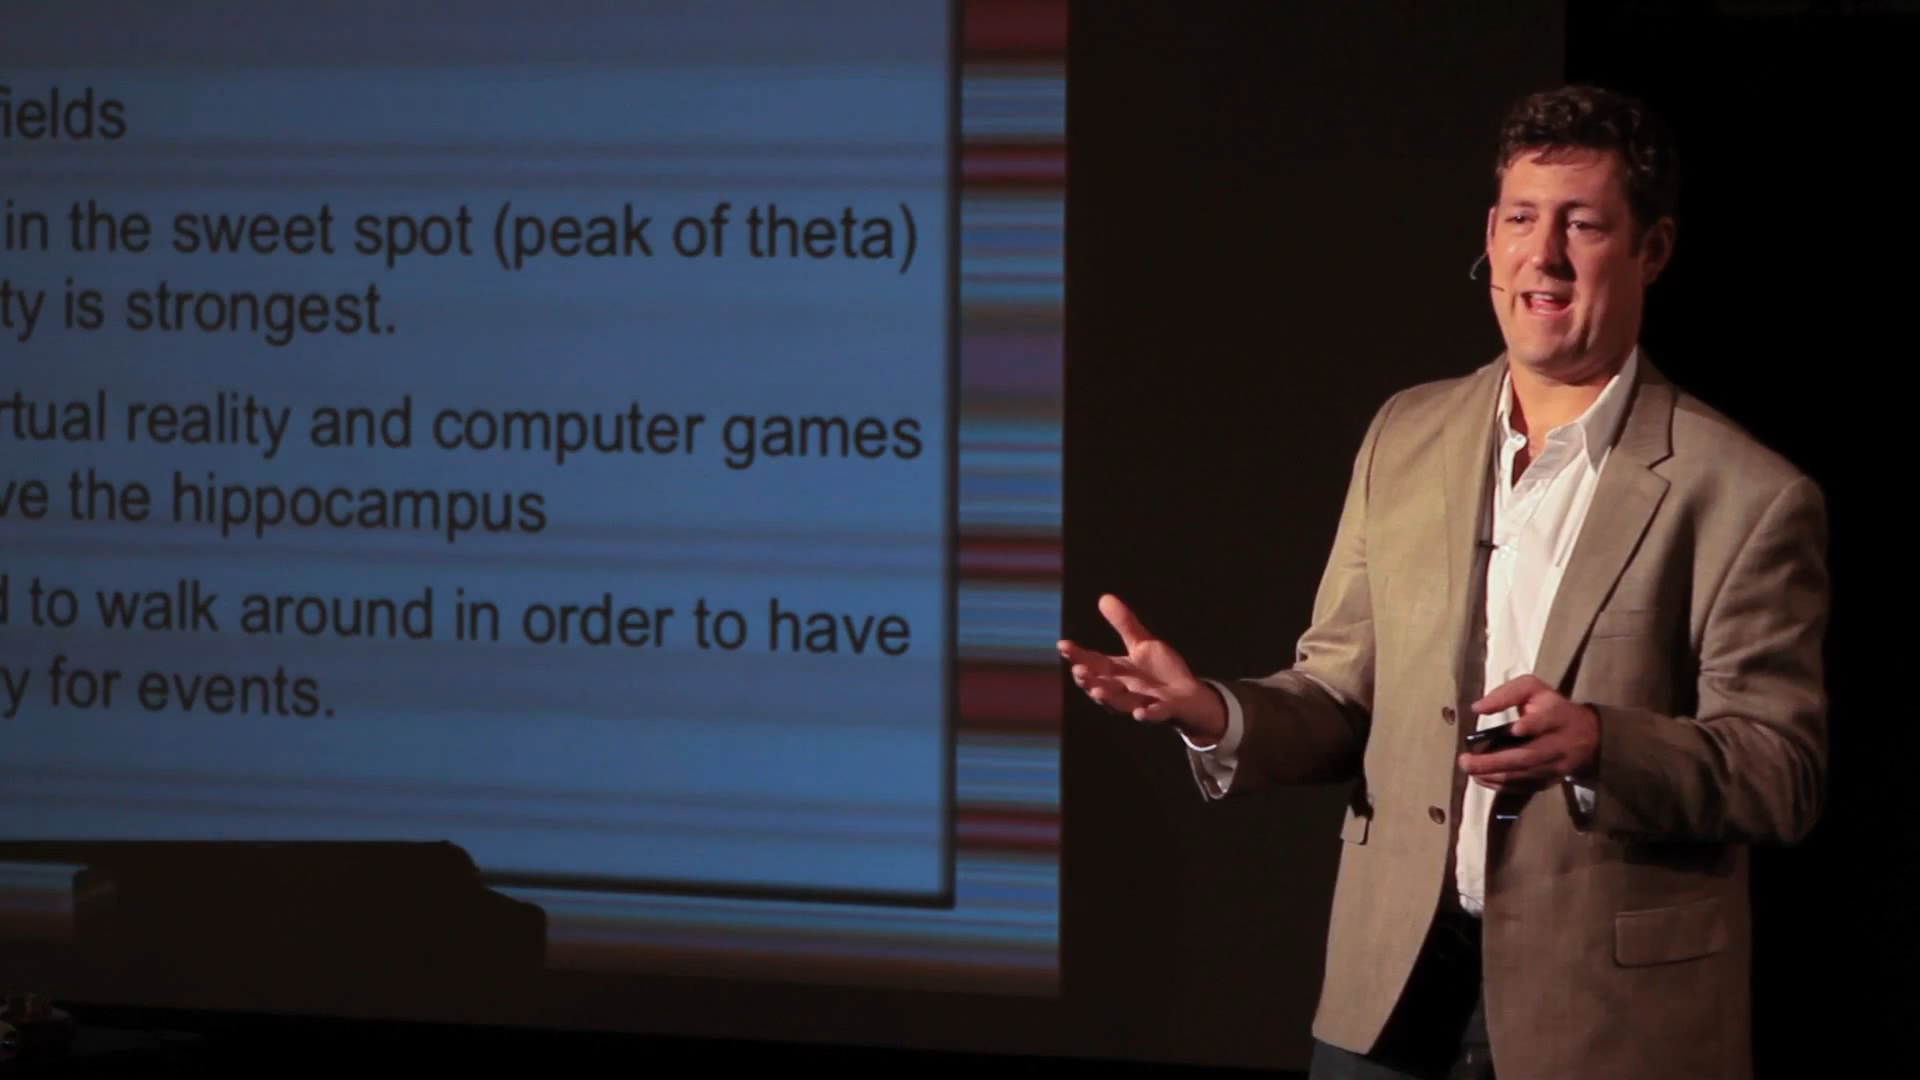 ields
in the sweet spot (peak of theta)
ty is strongest.
rtual reality and computer games
ve the hippocampus
d to walk around in order to have
y for events.